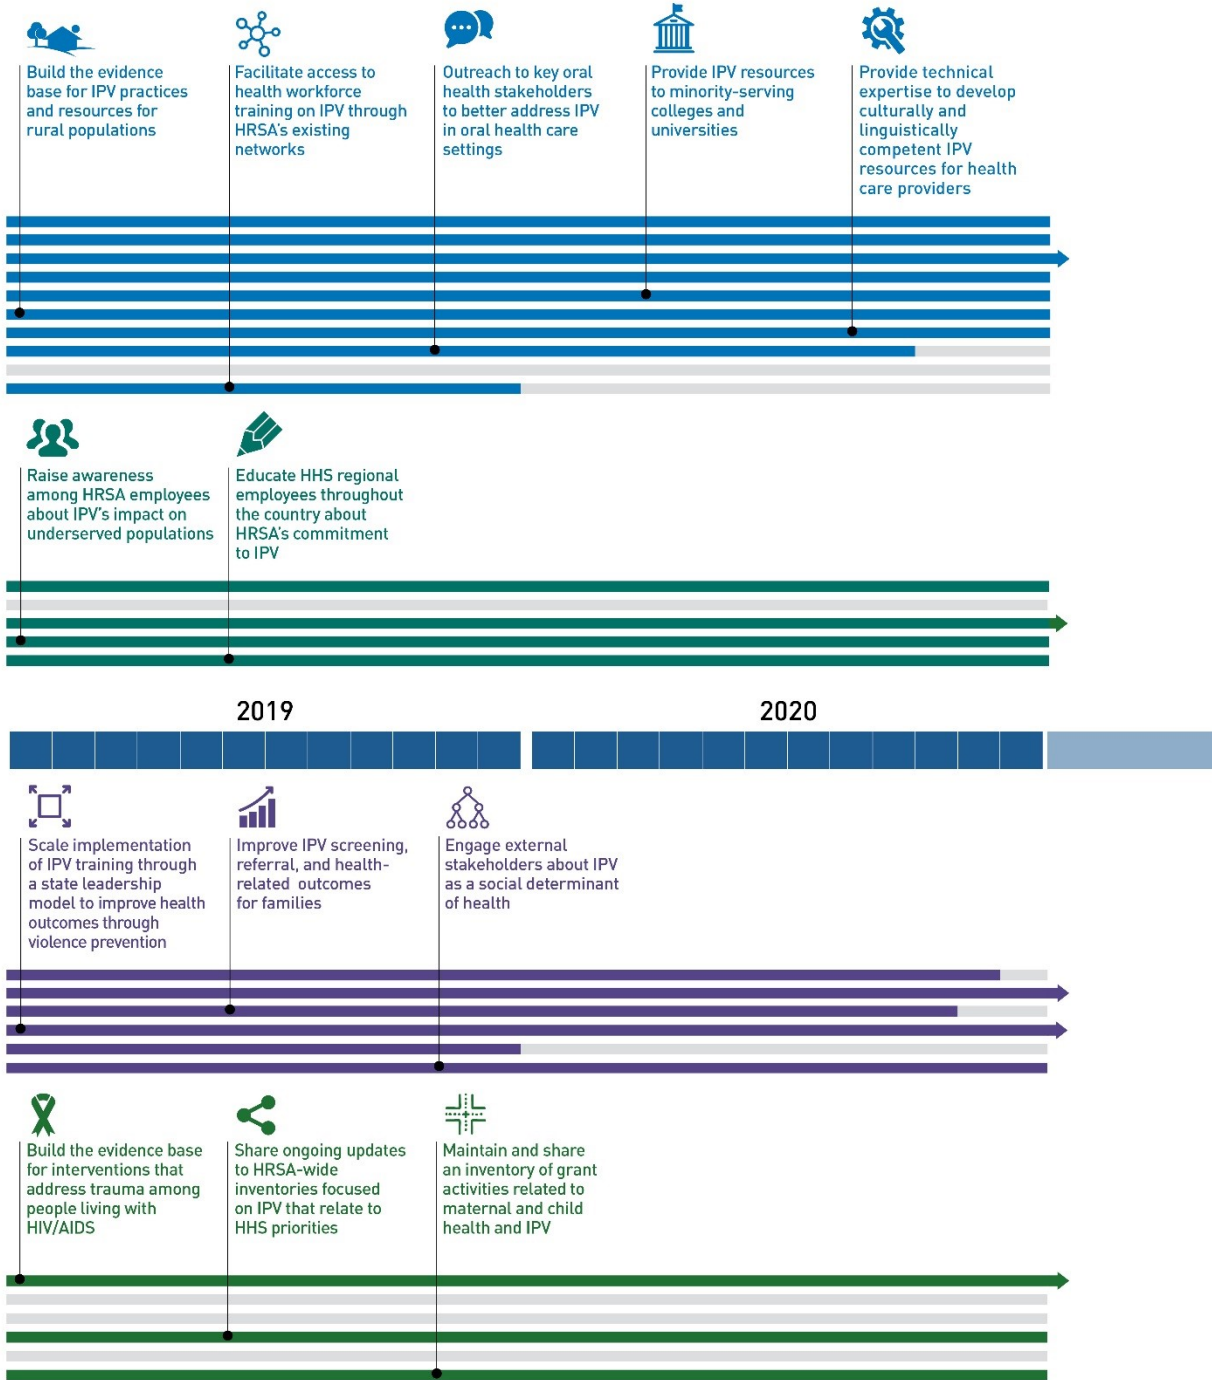 Build the evidence
base for IPV practices
and resources for
rural populations
Facilitate access to
health workforce
training on IPV through
HRSA's existing
networks
Outreach to key oral
health stakeholders
to better address IPV
in oral health care
settings
Provide IPV resources
to minority-serving
colleges and
universities
Provide technical
expertise to develop
culturally and
linguistically
competent IPV
resources for health
care providers
Raise awareness
among HRSA employees
about IPV's impact on
underserved populations
Educate HHS regional
employees throughout
the country about
HRSA's commitment
to IPV
2019
2020
Scale implementation
of IPV training through
a state leadership
model to improve health
outcomes through
violence prevention
Improve IPV screening,
referral, and health-
related outcomes
for families
Engage external
stakeholders about IPV
as a social determinant
of health
Build the evidence base
for interventions that
address trauma among
people living with
HIV/AIDS
Share ongoing updates
to HRSA-wide
inventories focused
on IPV that relate to
HHS priorities
Maintain and share
an inventory of grant
activities related to
maternal and child
health and IPV